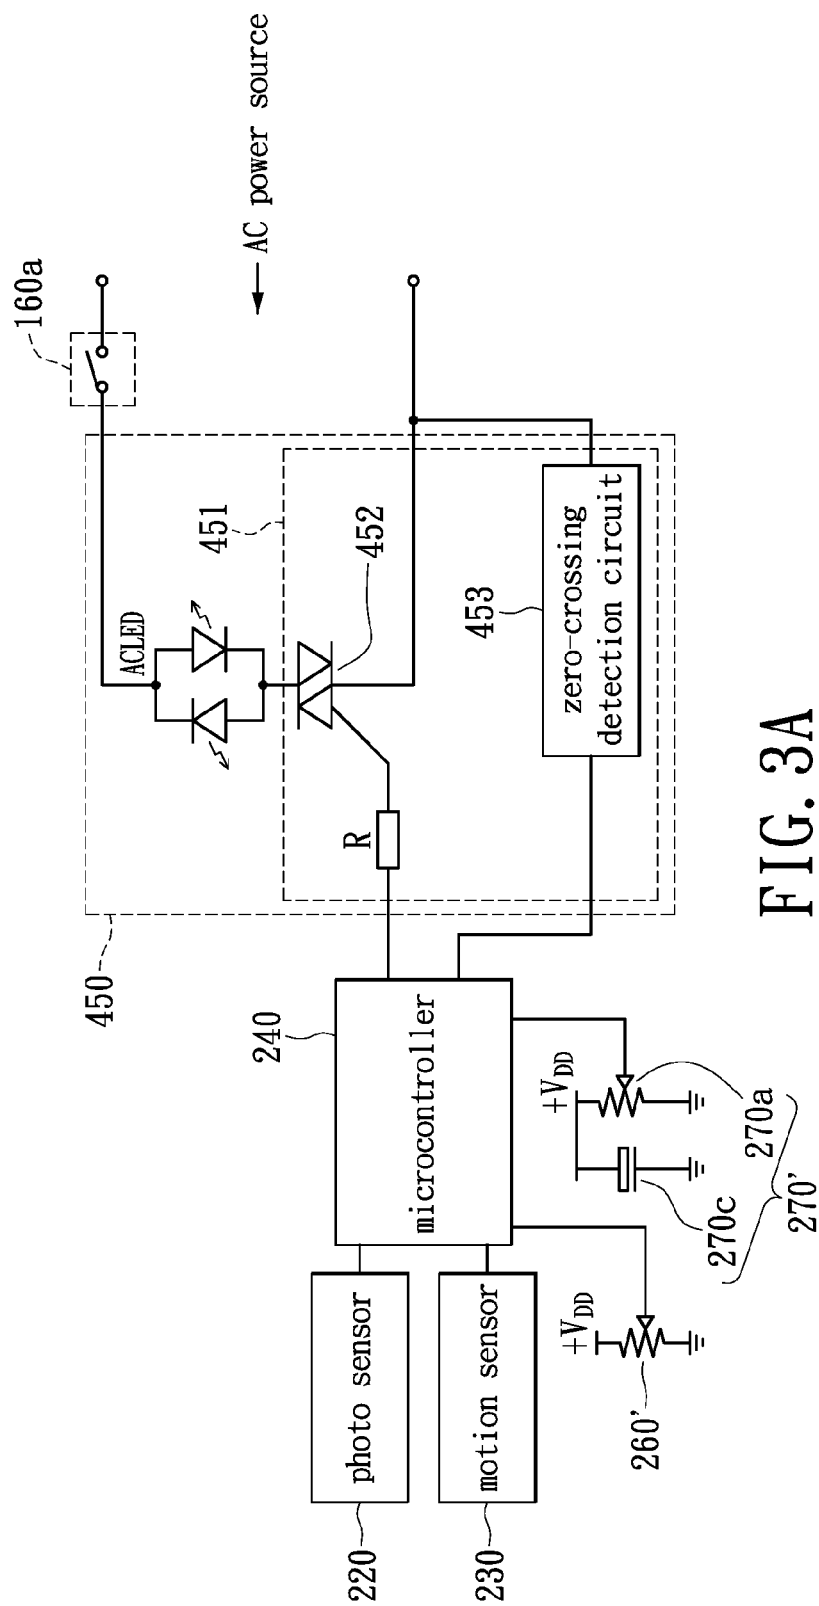 AC power source
160a
ACLED
451
452
453
zero-crossing
detection circuit
R
450
240
microcontroller
+VDD
270a
270c
270'
photo sensor
220
motion sensor
230
+VDD
260'
FIG. 3A